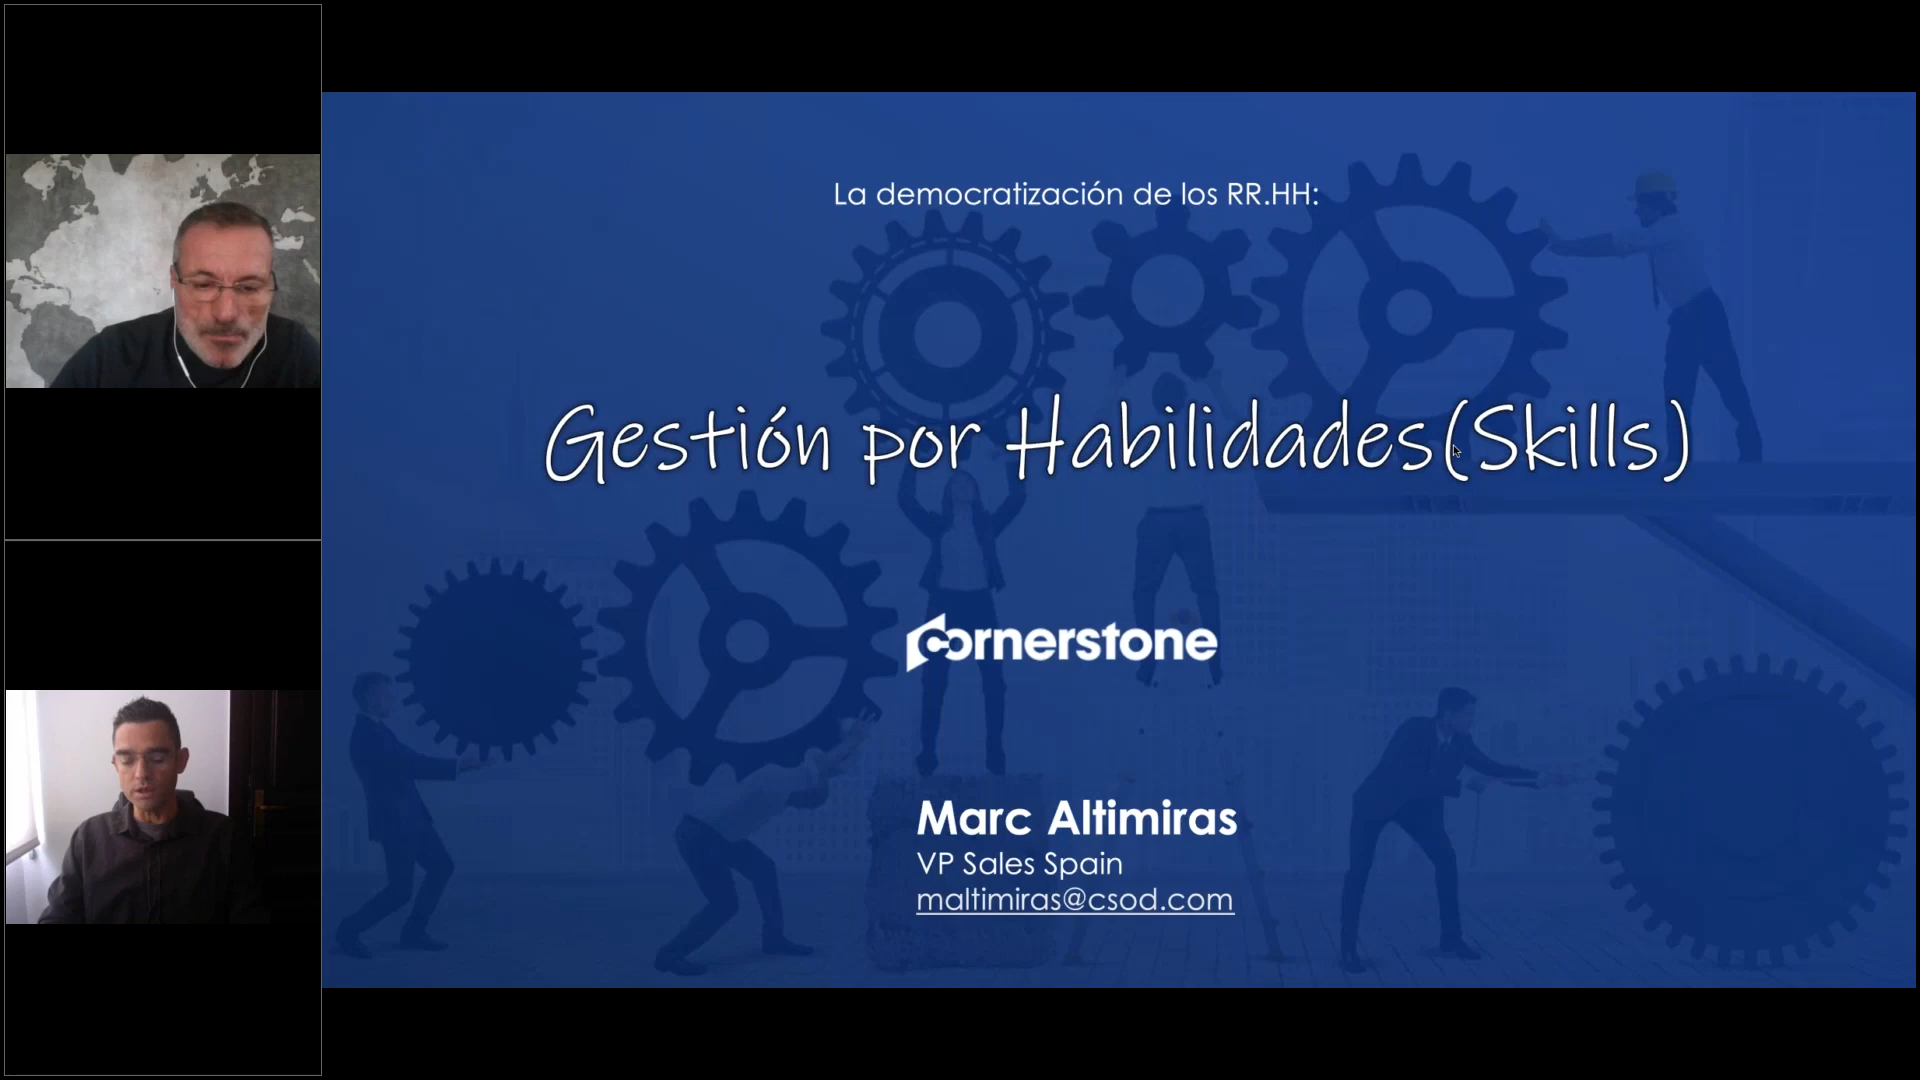 La democratización de los RR.HH:
Gestión por Habilidades(Skills)
cornerstone
Marc Altimiras
VP Sales Spain
maltimiras@csod.com